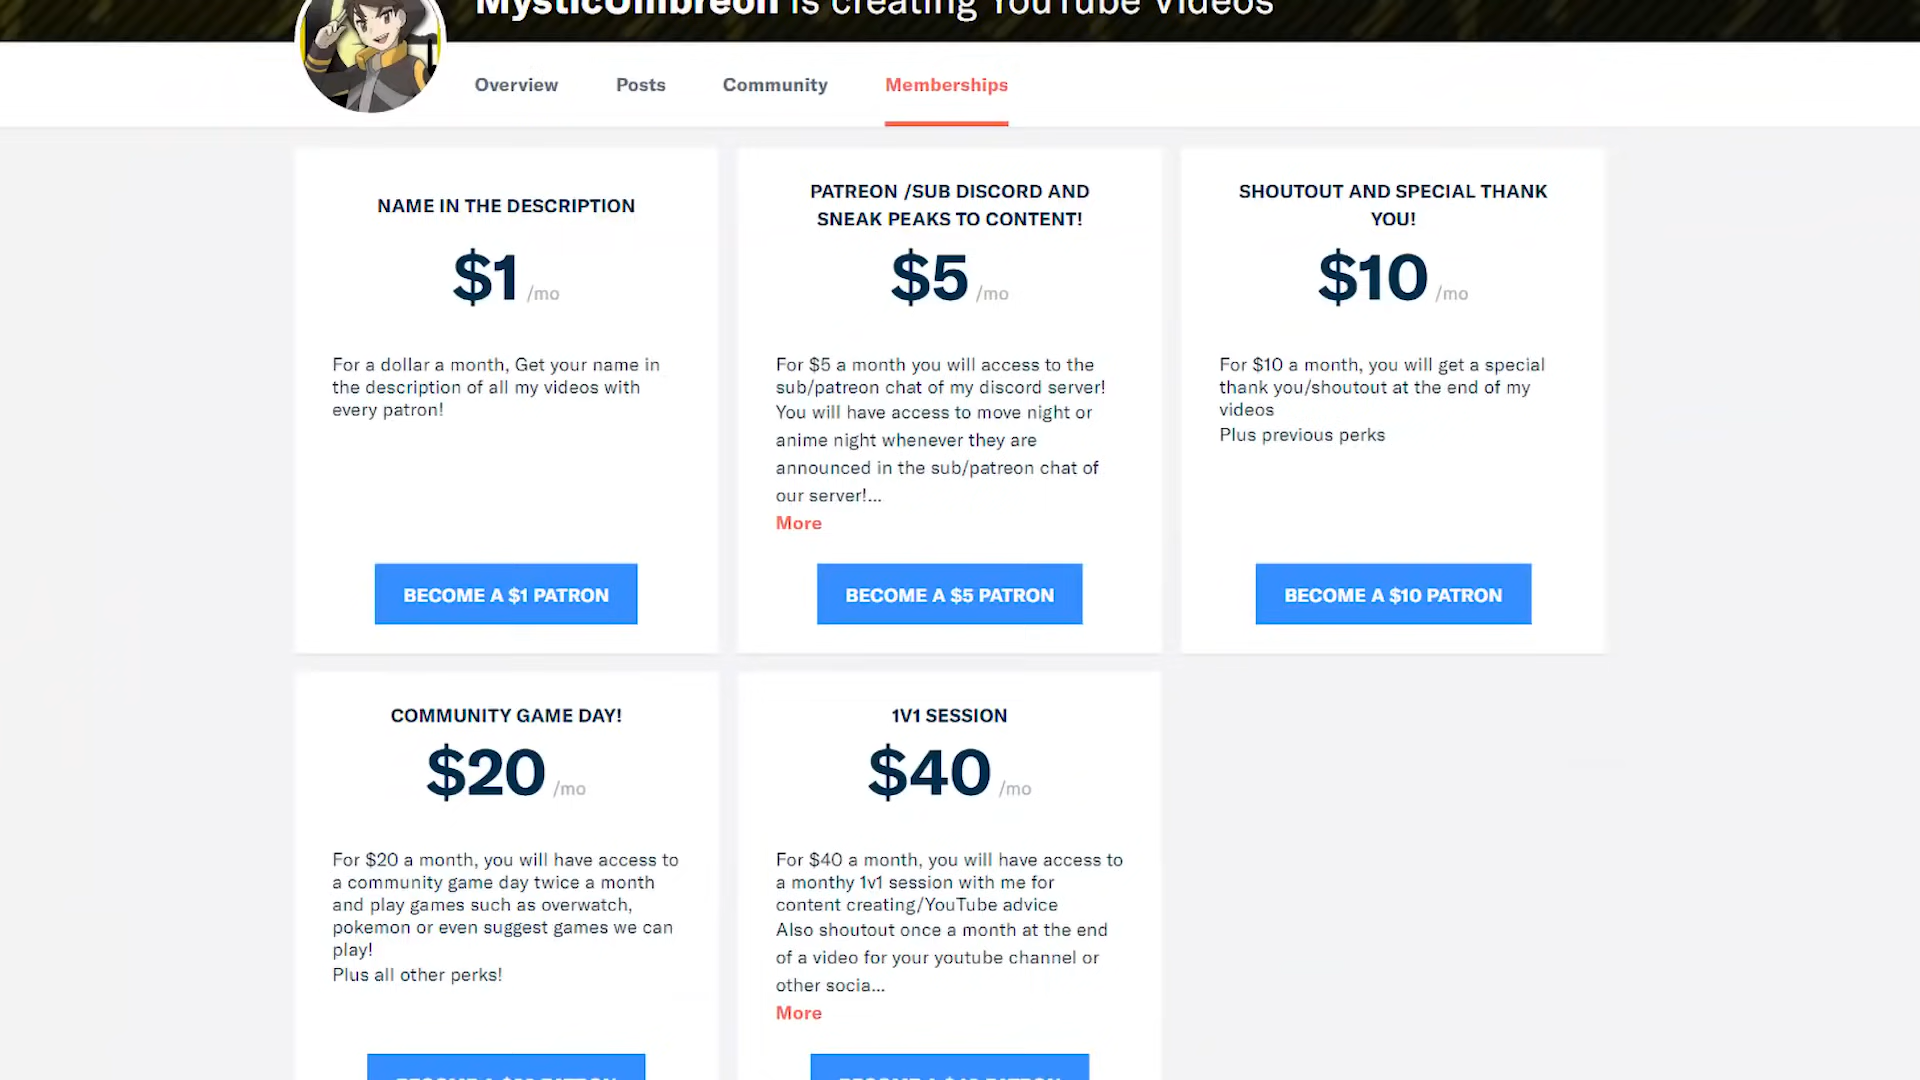 MysticUmbreon is creating YouTube Videos
Overview
Posts
Community
Memberships
NAME IN THE DESCRIPTION
$1 /mo
For a dollar a month, Get your name in
the description of all my videos with
every patron!
BECOME A $1 PATRON
PATREON /SUB DISCORD AND
SNEAK PEAKS TO CONTENT!
$5 /mo
For $5 a month you will access to the
sub/patreon chat of my discord server!
You will have access to move night or
anime night whenever they are
announced in the sub/patreon chat of
our server!...
More
BECOME A $5 PATRON
SHOUTOUT AND SPECIAL THANK
YOU!
$10 /mo
For $10 a month, you will get a special
thank you/shoutout at the end of my
videos
Plus previous perks
BECOME A $10 PATRON
COMMUNITY GAME DAY!
$20 /mo
For $20 a month, you will have access to
a community game day twice a month
and play games such as overwatch,
pokemon or even suggest games we can
play!
Plus all other perks!
BECOME A $20 PATRON
1V1 SESSION
$40 /mo
For $40 a month, you will have access to
a monthy 1v1 session with me for
content creating/YouTube advice
Also shoutout once a month at the end
of a video for your youtube channel or
other socia...
More
BECOME A $40 PATRON